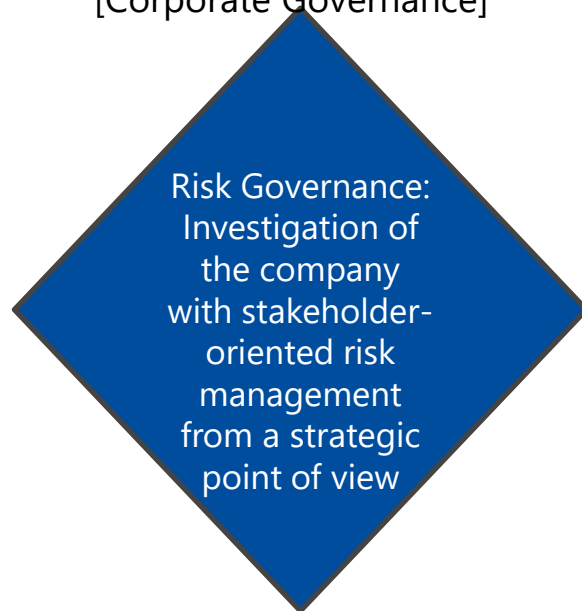 [Corporate Governance]
Risk Governance:
Investigation of
the company
with stakeholder-
oriented risk
management
from a strategic
point of view